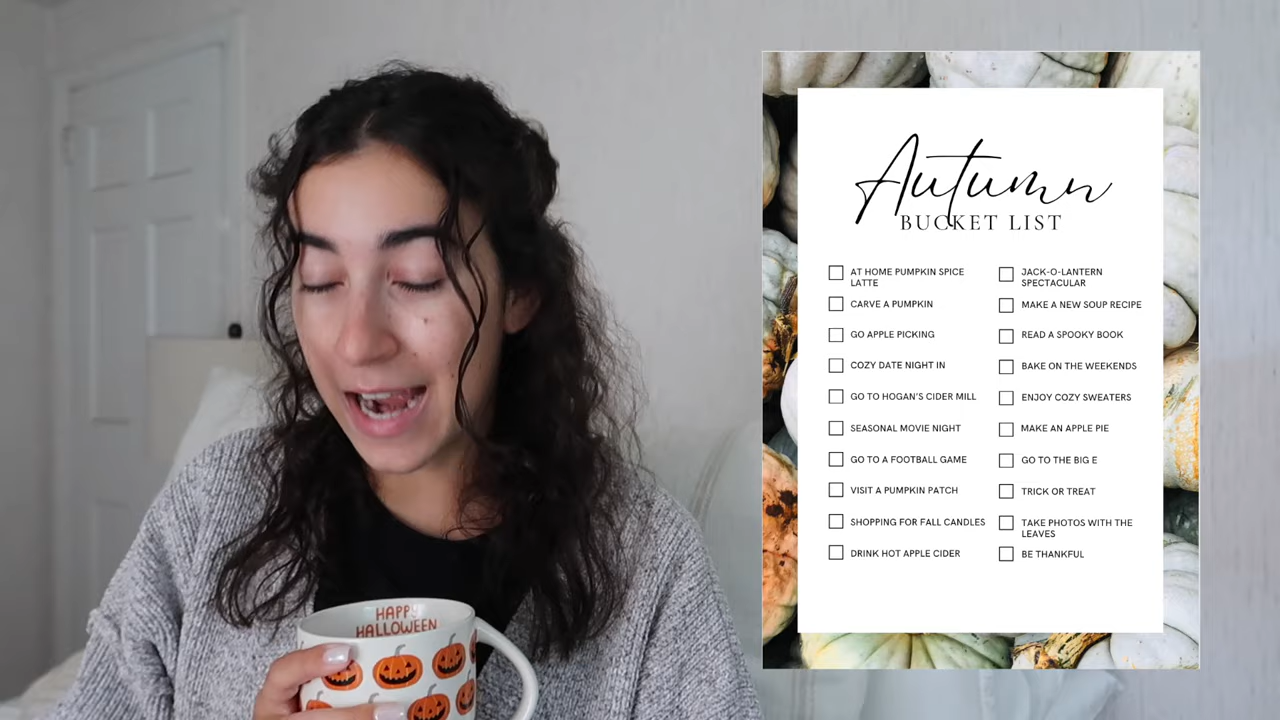 Autumn
BUCKET LIST
AT HOME PUMPKIN SPICE
LATTE
CARVE A PUMPKIN
GO APPLE PICKING
COZY DATE NIGHT IN
GO TO HOGAN'S CIDER MILL
SEASONAL MOVIE NIGHT
GO TO A FOOTBALL GAME
VISIT A PUMPKIN PATCH
SHOPPING FOR FALL CANDLES
DRINK HOT APPLE CIDER
JACK-O-LANTERN
SPECTACULAR
MAKE A NEW SOUP RECIPE
READ A SPOOKY BOOK
BAKE ON THE WEEKENDS
ENJOY COZY SWEATERS
MAKE AN APPLE PIE
GO TO THE BIG E
TRICK OR TREAT
TAKE PHOTOS WITH THE
LEAVES
BE THANKFUL
HAPPY
HALLOWEEN